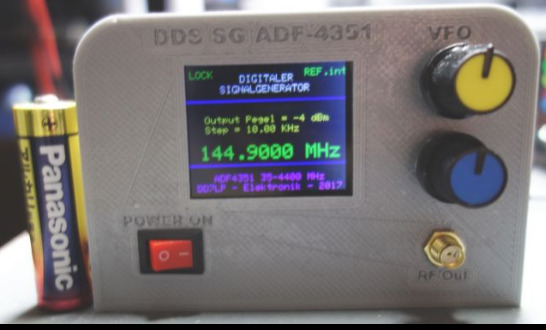 DDS SG ADF-4351
VFO
LOCK
REF.int
DIGITALER
SIGNALGENERATOR
Output Pegel = -4 dBm
Step = 10.00 KHz
144.9000 MHz
ADF4351 35-4400 MHz
DD7LP - Elektronik - 2017
POWER ON
RF Out
Panasonic